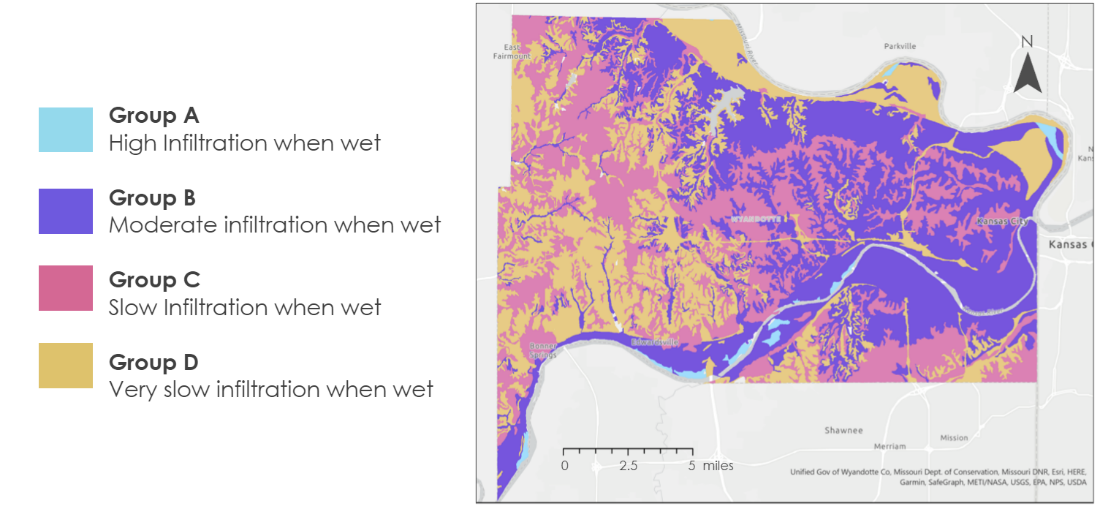 Group A
High Infiltration when wet
Group B
Moderate infiltration when wet
Group C
Slow Infiltration when wet
Group D
Very slow infiltration when wet
East
Fairmount
Parkville
N
N
Kans
WYANDOTTE
Kansas City
Kansas C
Bonner
Springs
Edwardsville
Shawnee
Merriam
Mission
0 2.5 5 miles
Unified Gov of Wyandotte Co, Missouri Dept. of Conservation, Missouri DNR, Esri, HERE,
Garmin, SafeGraph, METI/NASA, USGS, EPA, NPS, USDA